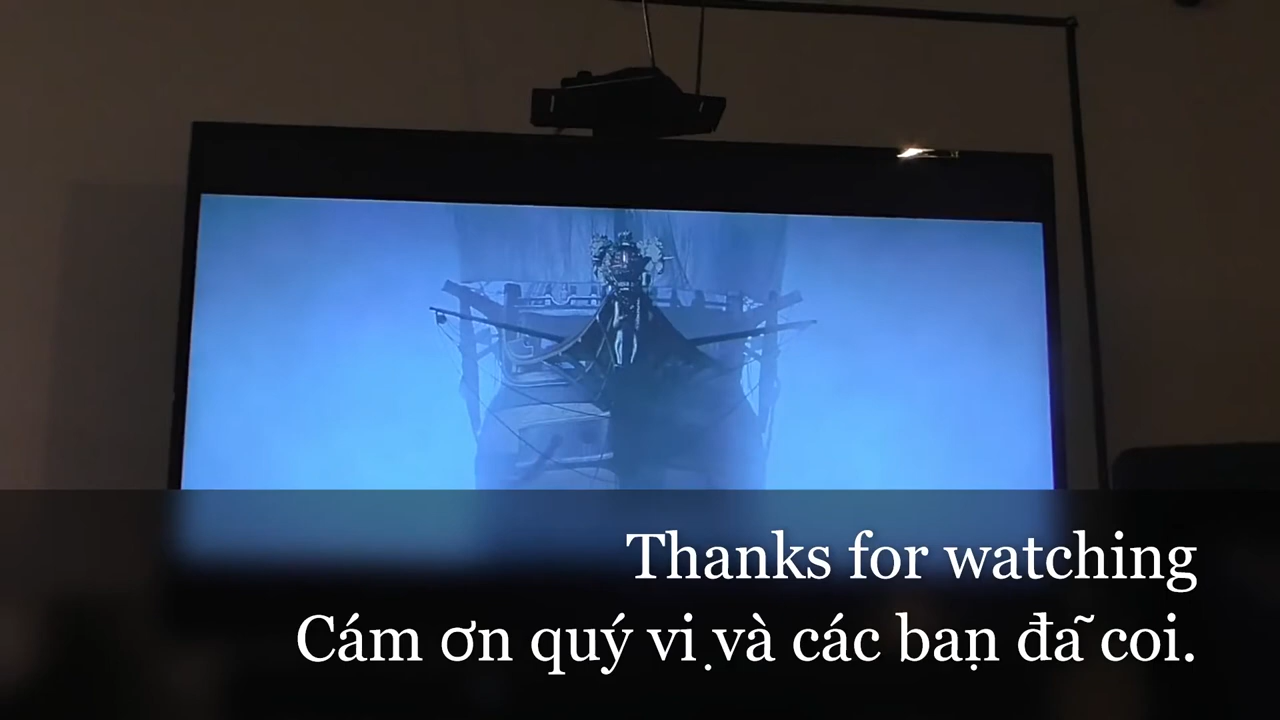 Thanks for watching
Cám ơn quý vị và các bạn đã coi.